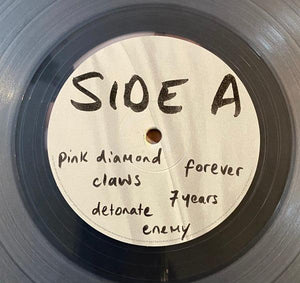 SIDE A
pink diamond
claws
forever
7 years
detonate
enemy